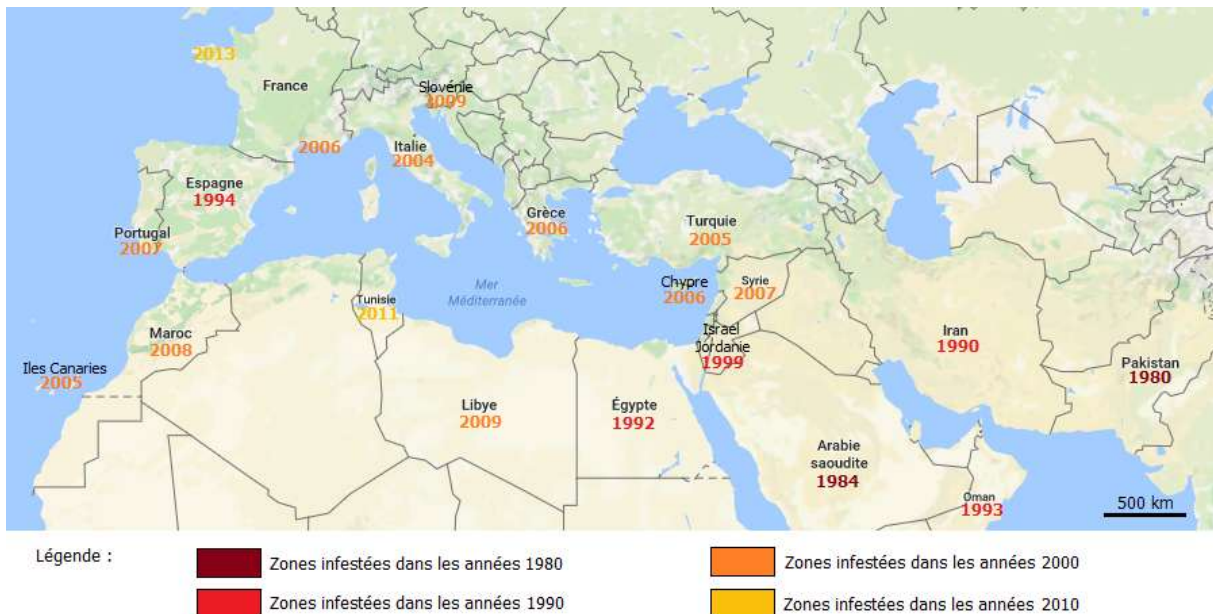 2013
France
Slovénie
2009
2006
Italie
2004
Espagne
1994
Portugal
2007
Grèce
2006
Turquie
2005
Mer
Méditerranée
Chypre
2006
Syrie
2007
Tunisie
2011
Israel
Jordanie
1999
Iran
1990
Pakistan
1980
Maroc
2008
Iles Canaries
2005
Libye
2009
Égypte
1992
Arabie
saoudite
1984
Oman
1993
500 km
Légende :
Zones infestées dans les années 1980
Zones infestées dans les années 2000
Zones infestées dans les années 1990
Zones infestées dans les années 2010